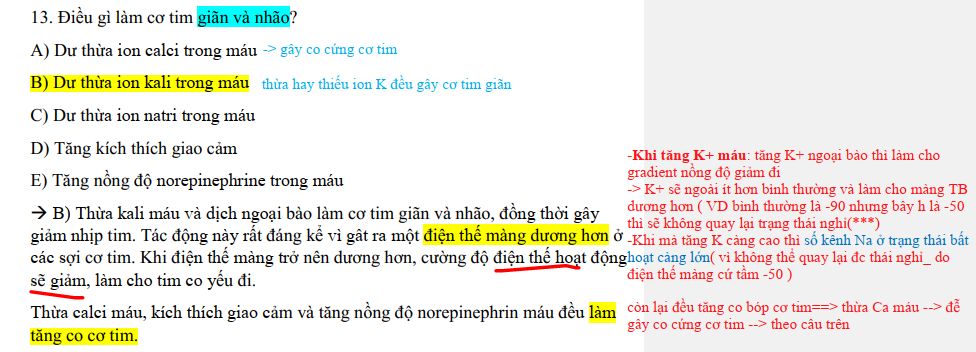 13. Điều gì làm cơ tim giãn và nhão?
A) Dư thừa ion calci trong máu -> gây co cứng cơ tim
B) Dư thừa ion kali trong máu thừa hay thiếu ion K đều gây cơ tim giãn
C) Dư thừa ion natri trong máu
D) Tăng kích thích giao cảm
E) Tăng nồng độ norepinephrine trong máu
→ B) Thừa kali máu và dịch ngoại bào làm cơ tim giãn và nhão, đồng thời gây
giảm nhịp tim. Tác động này rất đáng kể vì gât ra một điện thế màng dương hơn ở
các sợi cơ tim. Khi điện thế màng trở nên dương hơn, cường độ điện thế hoạt động
sẽ giảm, làm cho tim co yếu đi.
Thừa calci máu, kích thích giao cảm và tăng nồng độ norepinephrin máu đều làm
tăng co cơ tim.
-Khi tăng K+ máu: tăng K+ ngoại bào thì làm cho
gradient nồng độ giảm đi
-> K+ sẽ ngoài ít hơn bình thường và làm cho màng TB
dương hơn ( VD bình thường là -90 nhưng bây h là -50
thì sẽ không quay lại trạng thái nghỉ(***)
-Khi mà tăng K càng cao thì số kênh Na ở trạng thái bất
hoạt càng lớn( vì không thể quay lại đc thái nghỉ_ do
điện thế màng cứ tầm -50 )
còn lại đều tăng co bóp cơ tim==> thừa Ca máu --> dễ
gây co cứng cơ tim --> theo câu trên